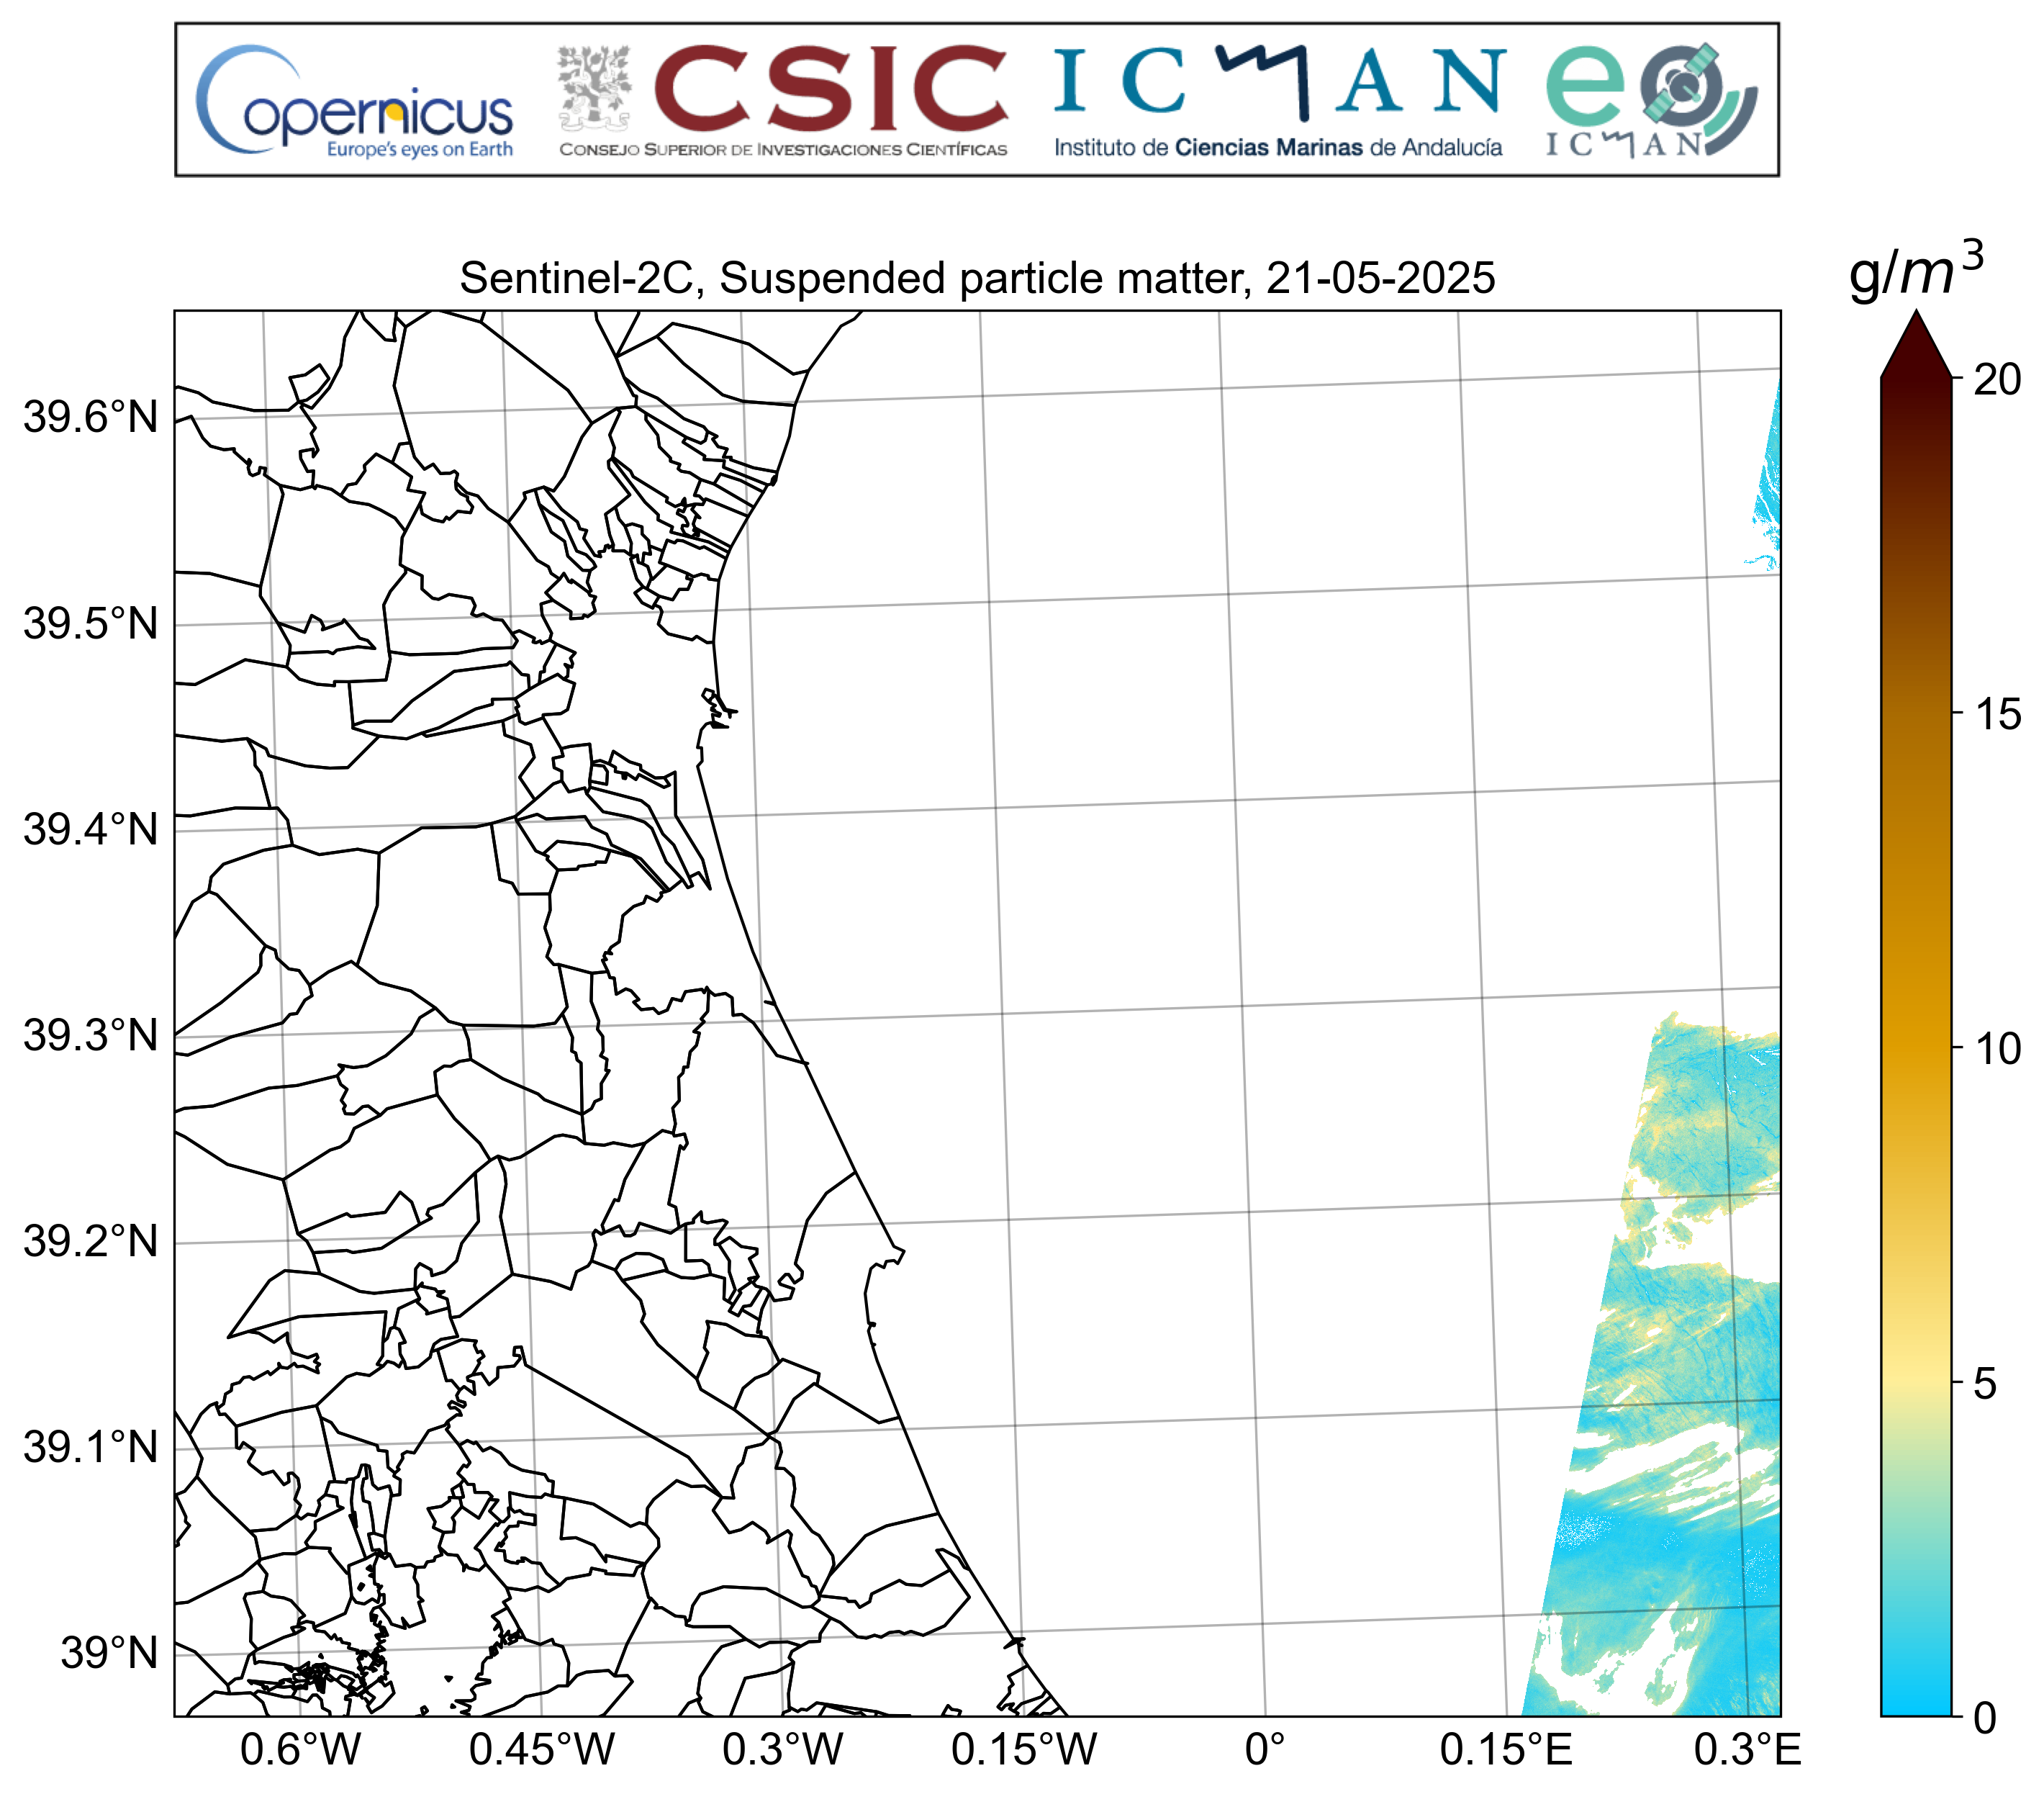 Copernicus
Europe's eyes on Earth
CSIC
CONSEJO SUPERIOR DE INVESTIGACIONES CIENTÍFICAS
ICMAN
Instituto de Ciencias Marinas de Andalucía
eo
ICMAN
Sentinel-2C, Suspended particle matter, 21-05-2025
g/m³
39.6°N
39.5°N
39.4°N
39.3°N
39.2°N
39.1°N
39°N
0.6°W 0.45°W 0.3°W 0.15°W 0° 0.15°E 0.3°E
20
15
10
5
0